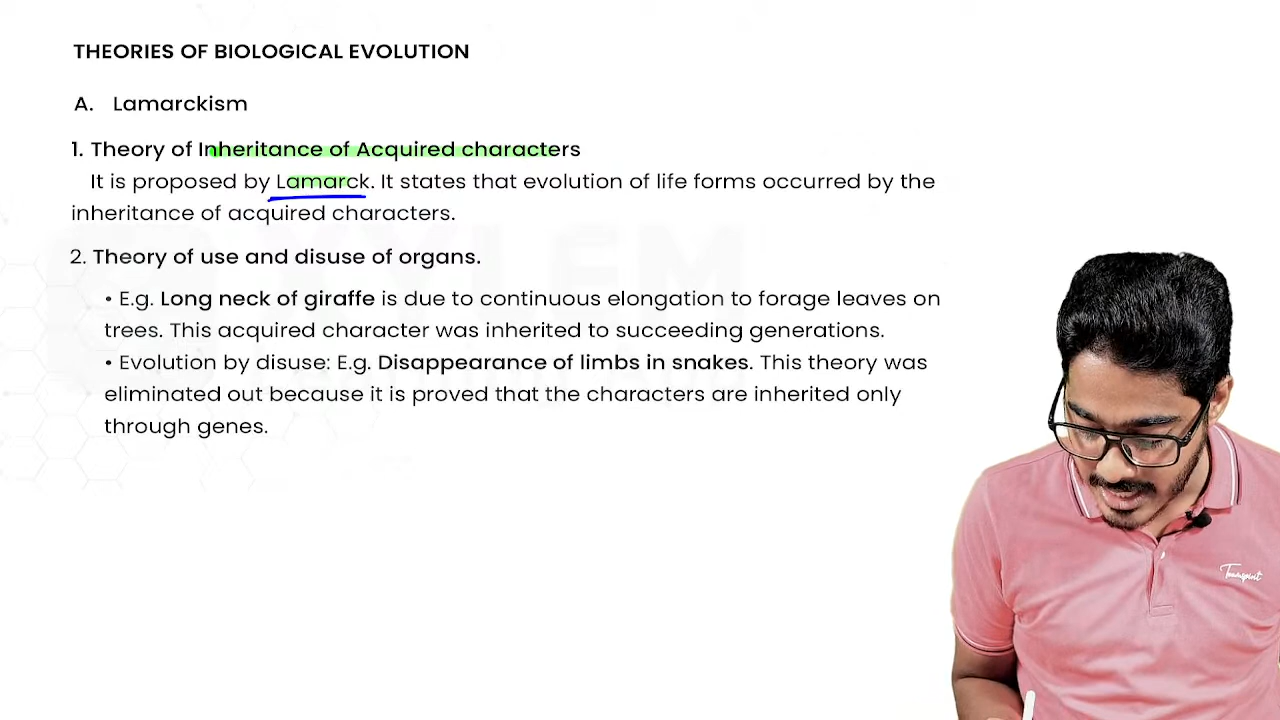 THEORIES OF BIOLOGICAL EVOLUTION
A. Lamarckism
1. Theory of Inheritance of Acquired characters
It is proposed by Lamarck. It states that evolution of life forms occurred by the
inheritance of acquired characters.
2. Theory of use and disuse of organs.
• E.g. Long neck of giraffe is due to continuous elongation to forage leaves on
trees. This acquired character was inherited to succeeding generations.
• Evolution by disuse: E.g. Disappearance of limbs in snakes. This theory was
eliminated out because it is proved that the characters are inherited only
through genes.
XYLEM